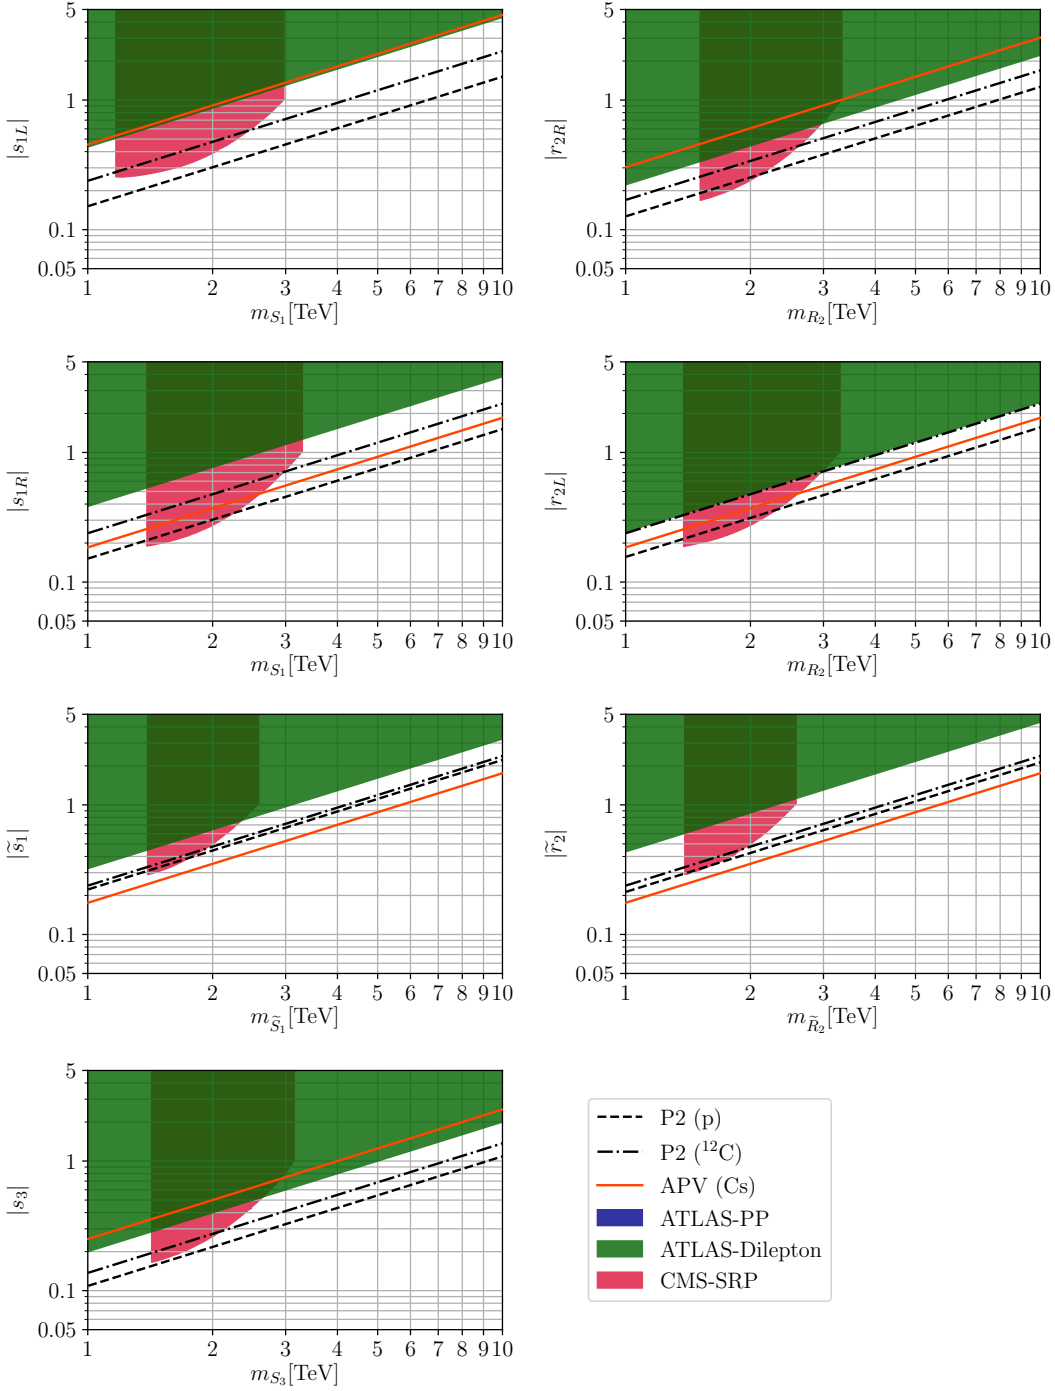 5
1
0.1
0.05
|s1L|
1 2 3 4 5 6 7 8 9 10
mS1[TeV]
5
1
0.1
0.05
|r2R|
1 2 3 4 5 6 7 8 9 10
mR2[TeV]
5
1
0.1
0.05
|s1R|
1 2 3 4 5 6 7 8 9 10
mS1[TeV]
5
1
0.1
0.05
|r2L|
1 2 3 4 5 6 7 8 9 10
mR2[TeV]
5
1
0.1
0.05
|s̃1|
1 2 3 4 5 6 7 8 9 10
mS̃1[TeV]
5
1
0.1
0.05
|r̃2|
1 2 3 4 5 6 7 8 9 10
mR̃2[TeV]
5
1
0.1
0.05
|s3|
1 2 3 4 5 6 7 8 9 10
mS3[TeV]
P2 (p)
P2 (¹²C)
APV (Cs)
ATLAS-PP
ATLAS-Dilepton
CMS-SRP